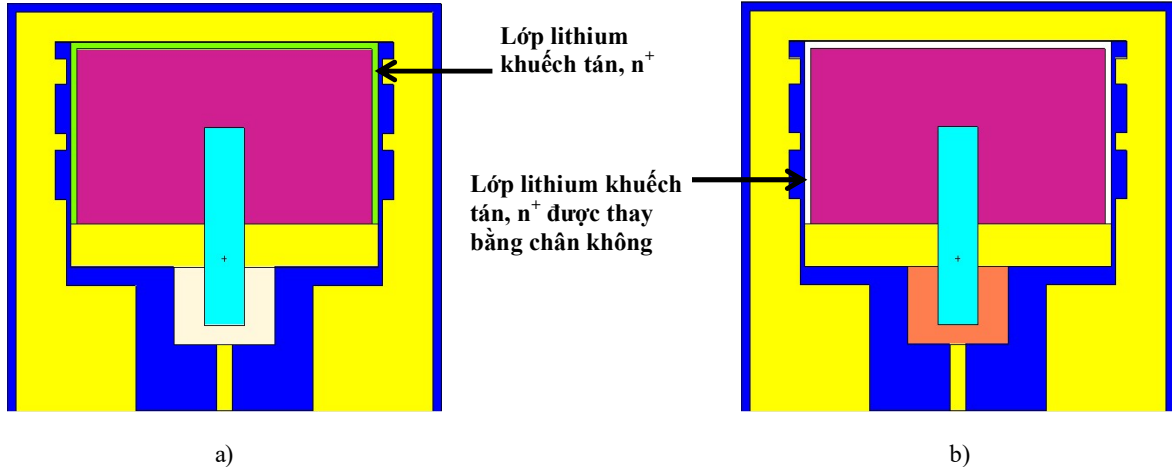 Lớp lithium
khuếch tán, n⁺
Lớp lithium khuếch
tán, n⁺ được thay
bằng chân không
a)
b)